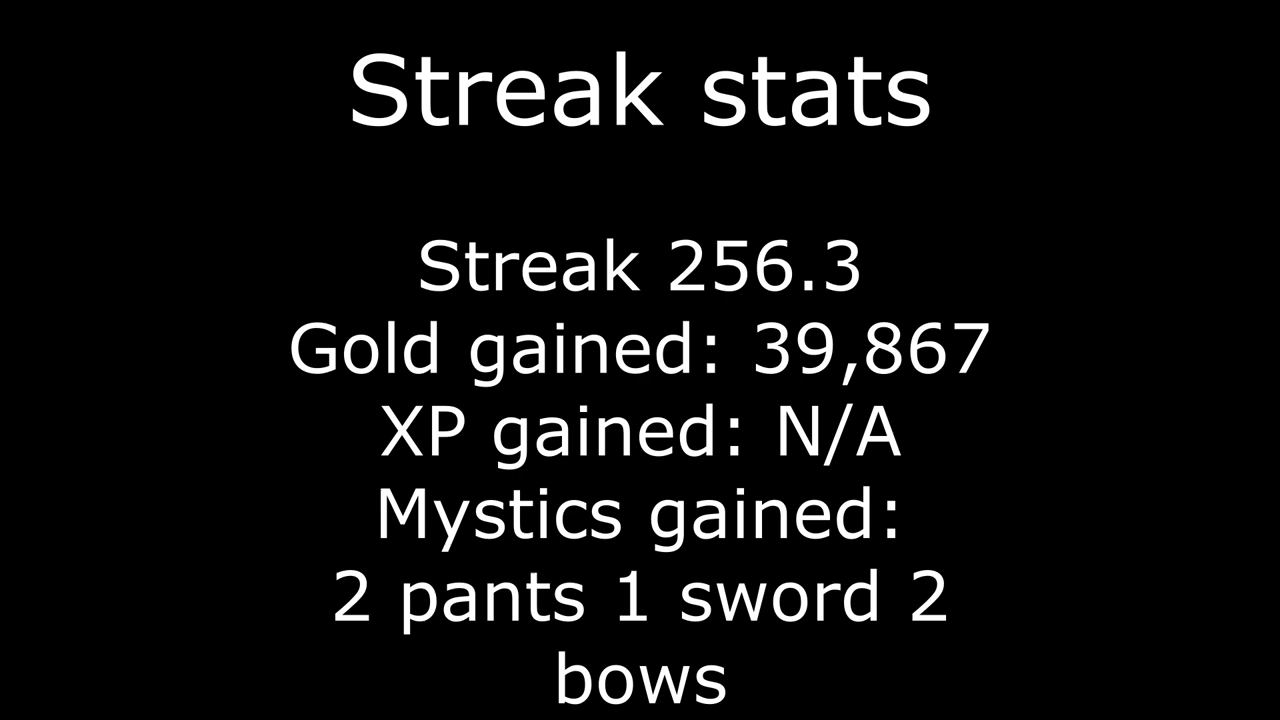 Streak stats
Streak 256.3
Gold gained: 39,867
XP gained: N/A
Mystics gained:
2 pants 1 sword 2
bows